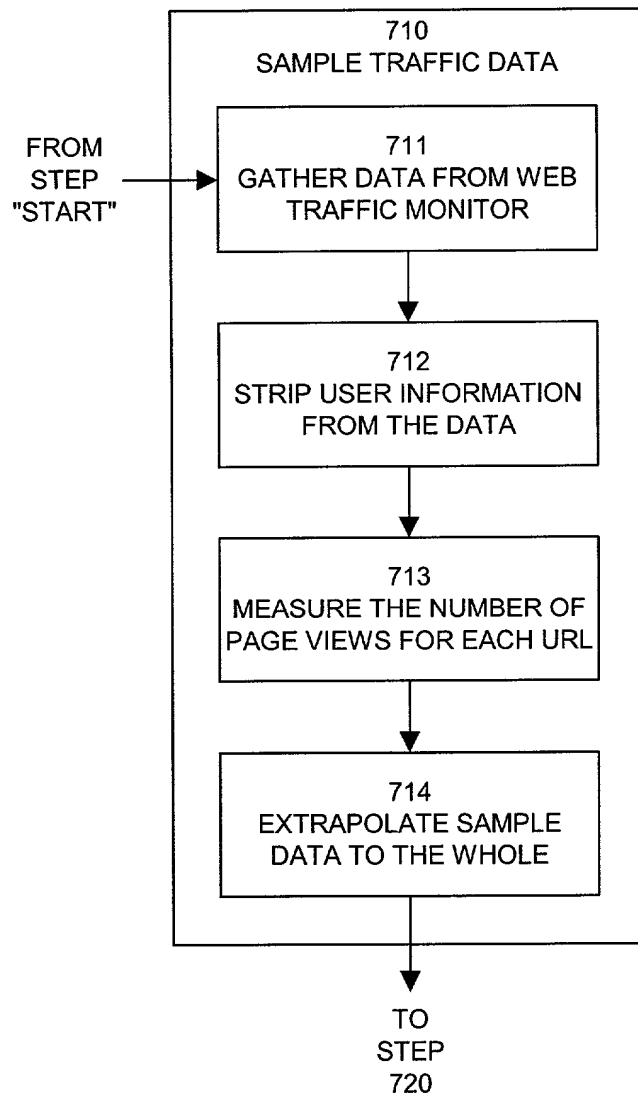 710
SAMPLE TRAFFIC DATA
FROM
STEP
"START"
711
GATHER DATA FROM WEB
TRAFFIC MONITOR
712
STRIP USER INFORMATION
FROM THE DATA
713
MEASURE THE NUMBER OF
PAGE VIEWS FOR EACH URL
714
EXTRAPOLATE SAMPLE
DATA TO THE WHOLE
TO
STEP
720